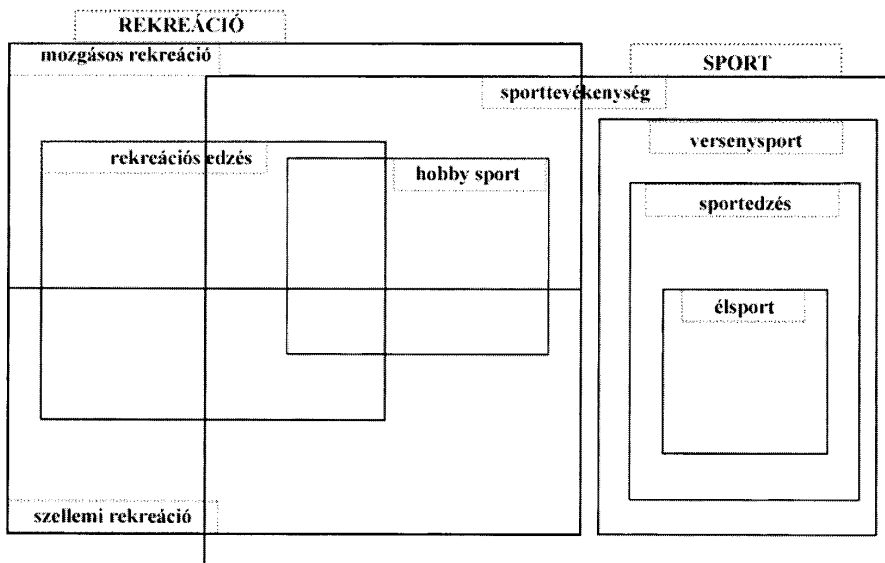 REKREÁCIÓ
mozgásos rekreáció
SPORT
sporttevékenység
versenysport
rekreációs edzés
hobby sport
sportedzés
élsport
szellemi rekreáció